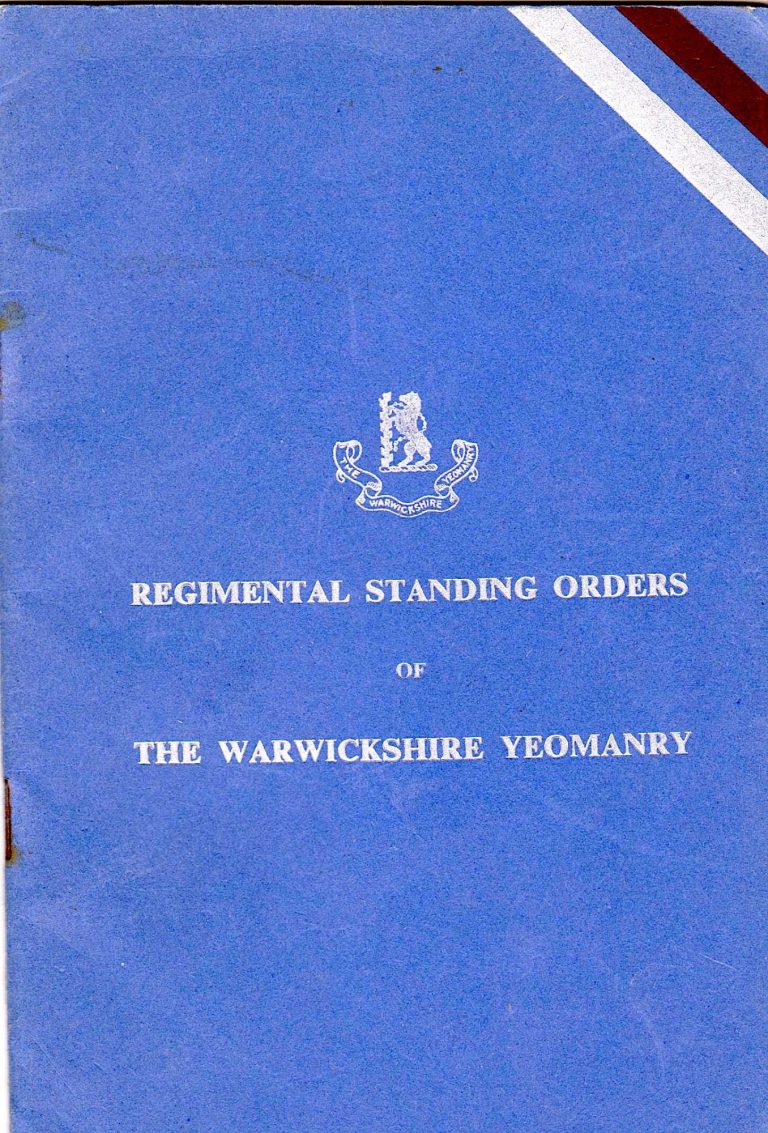 THE WARWICKSHIRE YEOMANRY
REGIMENTAL STANDING ORDERS
OF
THE WARWICKSHIRE YEOMANRY